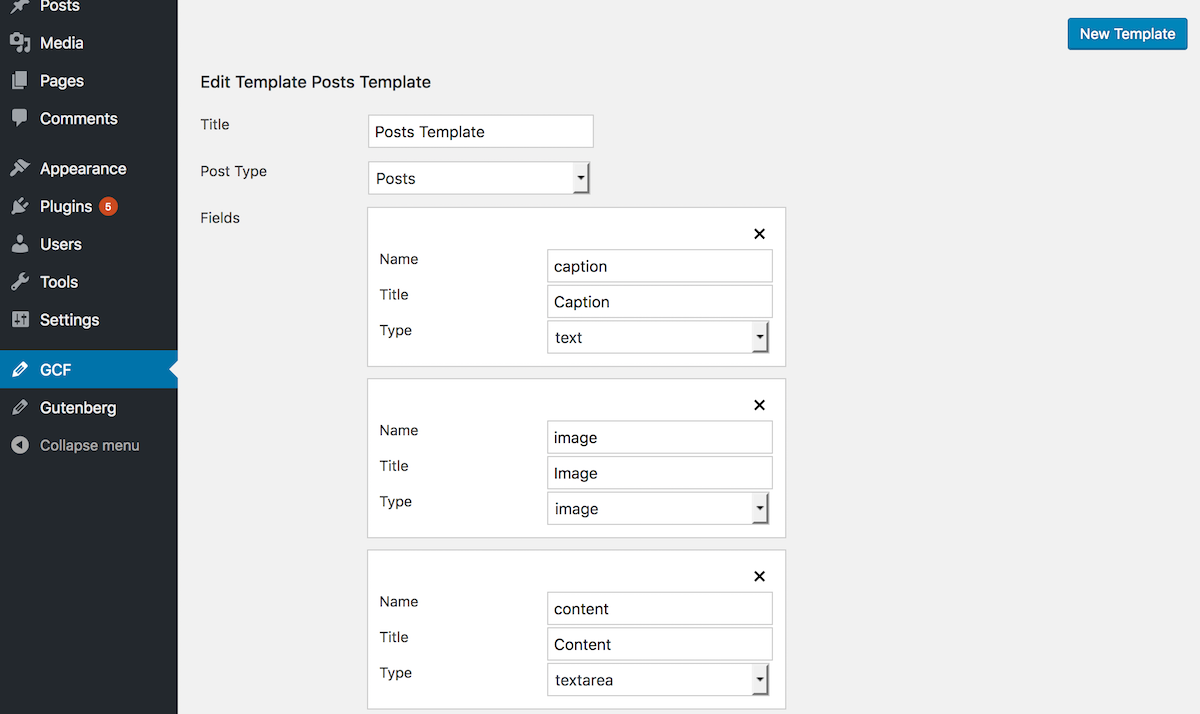 Posts
Media
Pages
Comments
Appearance
Plugins 5
Users
Tools
Settings
GCF
Gutenberg
Collapse menu
New Template
Edit Template Posts Template
Title Posts Template
Post Type Posts
Fields
Name caption
Title Caption
Type text
Name image
Title Image
Type image
Name content
Title Content
Type textarea